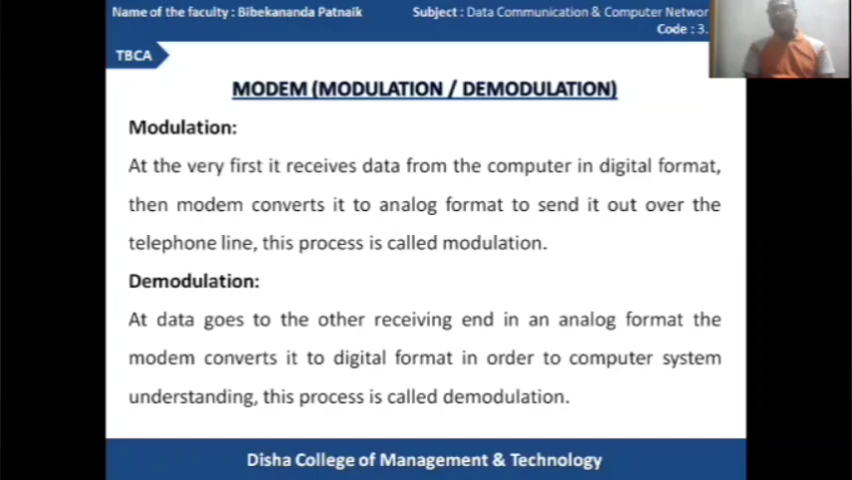 Name of the faculty : Bibekananda Patnaik Subject : Data Communication & Computer Networ
Code : 3.
TBCA
MODEM (MODULATION / DEMODULATION)
Modulation:
At the very first it receives data from the computer in digital format,
then modem converts it to analog format to send it out over the
telephone line, this process is called modulation.
Demodulation:
At data goes to the other receiving end in an analog format the
modem converts it to digital format in order to computer system
understanding, this process is called demodulation.
Disha College of Management & Technology